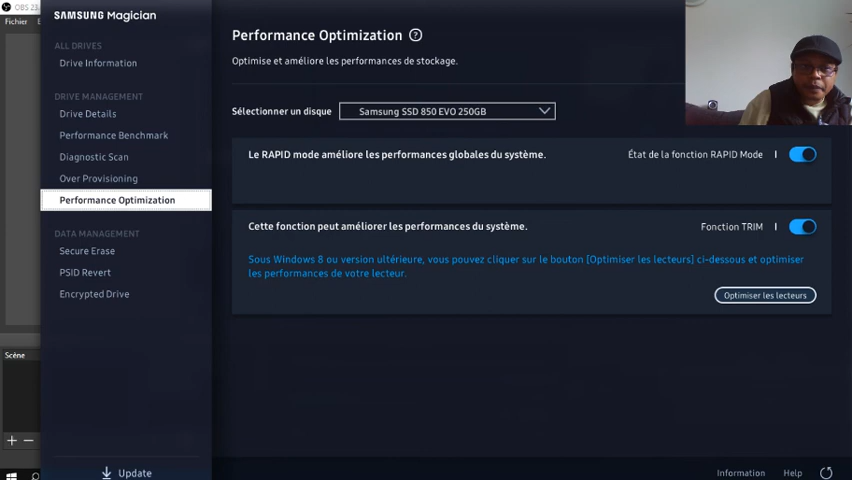 OBS 23.
Fichier
SAMSUNG Magician
ALL DRIVES
Drive Information
DRIVE MANAGEMENT
Drive Details
Performance Benchmark
Diagnostic Scan
Over Provisioning
Performance Optimization
DATA MANAGEMENT
Secure Erase
PSID Revert
Encrypted Drive
Update
Scène
Performance Optimization ?
Optimise et améliore les performances de stockage.
Sélectionner un disque Samsung SSD 850 EVO 250GB
Le RAPID mode améliore les performances globales du système. État de la fonction RAPID Mode
Cette fonction peut améliorer les performances du système. Fonction TRIM
Sous Windows 8 ou version ultérieure, vous pouvez cliquer sur le bouton [Optimiser les lecteurs] ci-dessous et optimiser
les performances de votre lecteur.
Optimiser les lecteurs
Information Help